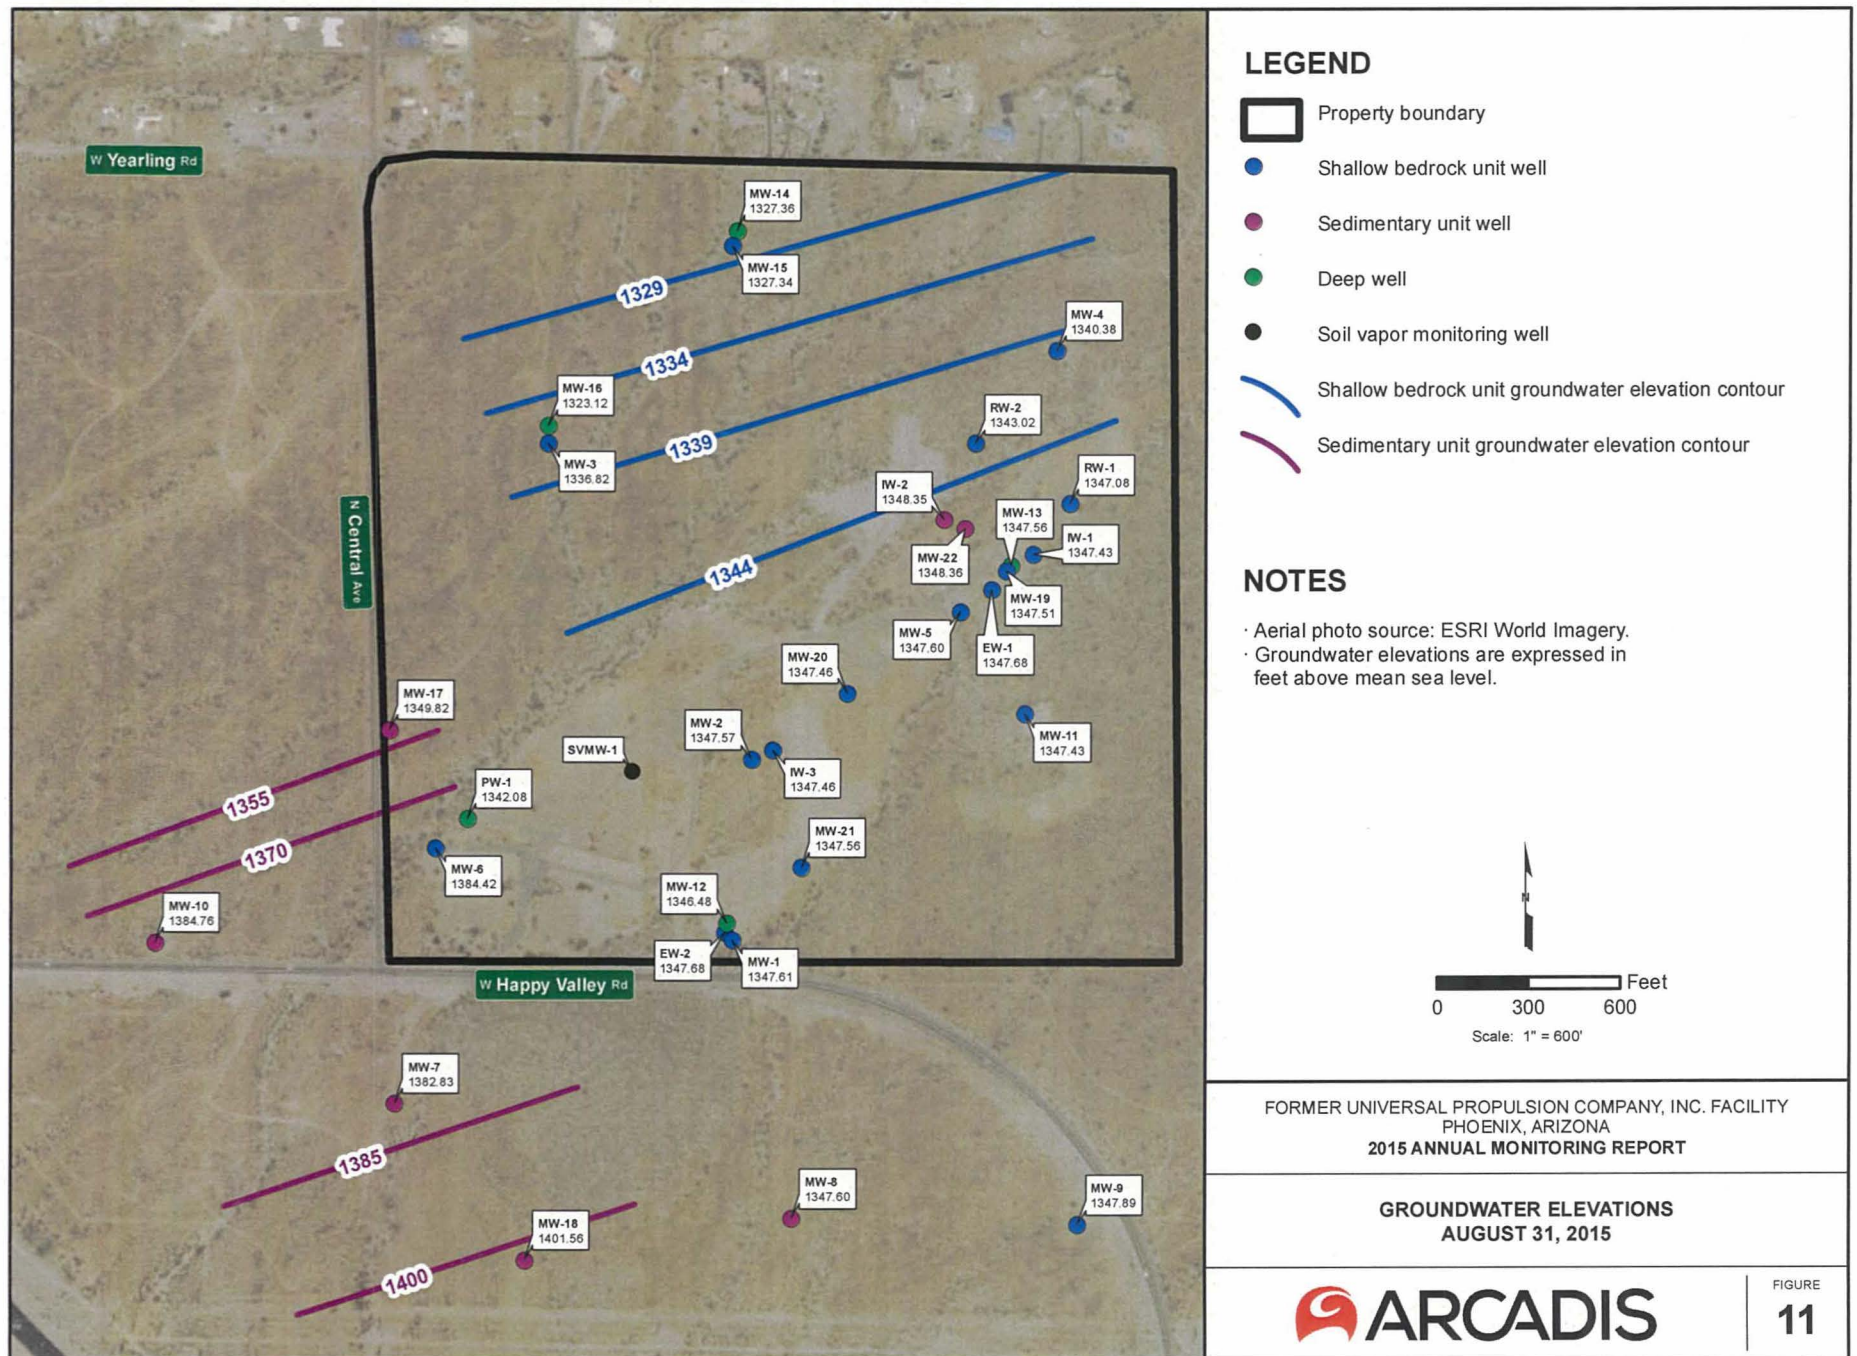 W Yearling Rd
MW-14
1327.36
MW-15
1327.34
1329
MW-4
1340.38
1334
MW-16
1323.12
RW-2
1343.02
1339
MW-3
1336.82
RW-1
1347.08
IW-2
1348.35
MW-13
1347.56
IW-1
1347.43
N Central Ave
MW-22
1348.36
1344
MW-19
1347.51
MW-5
1347.60
EW-1
1347.68
MW-20
1347.46
MW-17
1349.82
MW-2
1347.57
MW-11
1347.43
SVMW-1
IW-3
1347.46
PW-1
1342.08
1355
MW-21
1347.56
1370
MW-6
1384.42
MW-12
1346.48
MW-10
1384.76
EW-2
1347.68
MW-1
1347.61
W Happy Valley Rd
MW-7
1382.83
1385
MW-8
1347.60
MW-9
1347.89
MW-18
1401.56
1400
LEGEND
Property boundary
Shallow bedrock unit well
Sedimentary unit well
Deep well
Soil vapor monitoring well
Shallow bedrock unit groundwater elevation contour
Sedimentary unit groundwater elevation contour
NOTES
· Aerial photo source: ESRI World Imagery.
· Groundwater elevations are expressed in
feet above mean sea level.
N
Feet
0 300 600
Scale: 1" = 600'
FORMER UNIVERSAL PROPULSION COMPANY, INC. FACILITY
PHOENIX, ARIZONA
2015 ANNUAL MONITORING REPORT
GROUNDWATER ELEVATIONS
AUGUST 31, 2015
ARCADIS
FIGURE
11